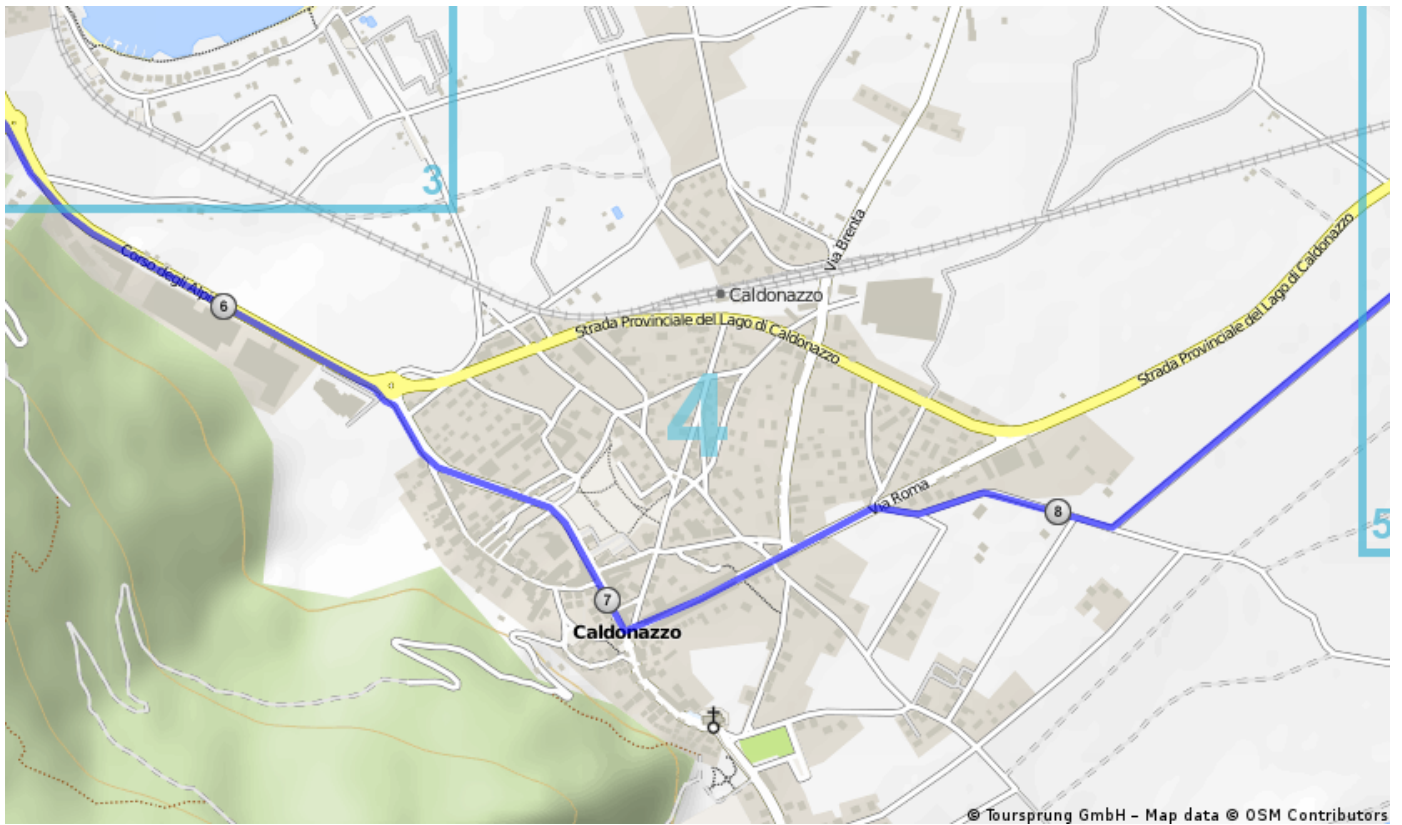 3
Via Brenta
Corso degli Alpini
6
Caldonazzo
Strada Provinciale del Lago di Caldonazzo
Strada Provinciale del Lago di Caldonazzo
4
Via Roma
8
5
7
Caldonazzo
© Toursprung GmbH – Map data © OSM Contributors